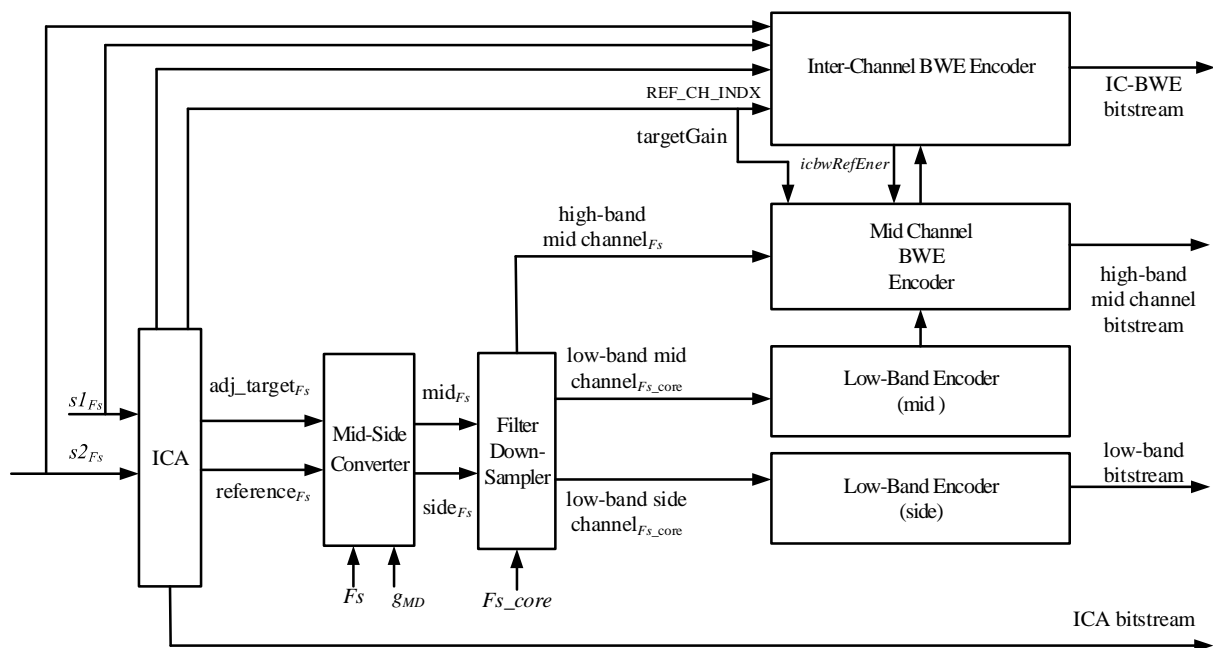 Inter-Channel BWE Encoder
IC-BWE
bitstream
REF_CH_INDX
targetGain
icbwRefEner
high-band
mid channelFs
Mid Channel
BWE
Encoder
high-band
mid channel
bitstream
s1Fs
s2Fs
ICA
adj_targetFs
referenceFs
Mid-Side
Converter
midFs
sideFs
Filter
Down-
Sampler
low-band mid
channelFs_core
low-band side
channelFs_core
Low-Band Encoder
(mid )
Low-Band Encoder
(side)
low-band
bitstream
Fs
gMD
Fs_core
ICA bitstream